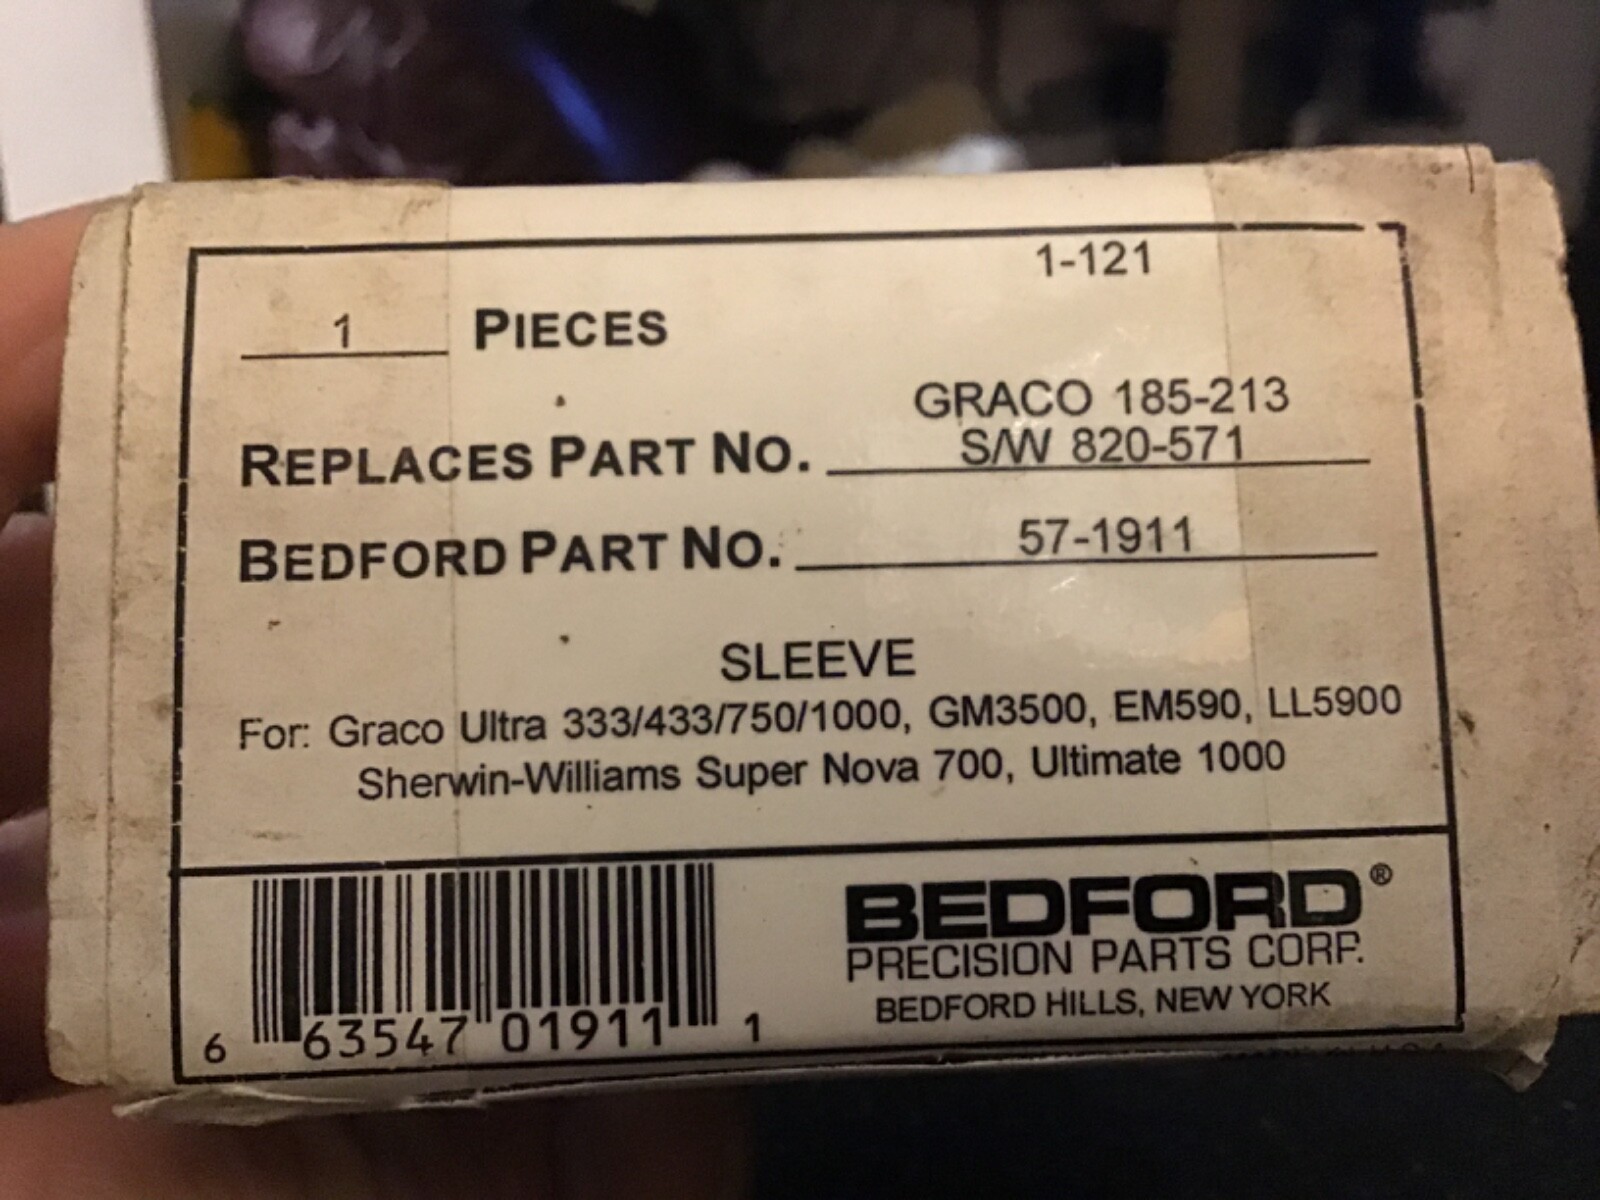 1-121
1 PIECES
GRACO 185-213
REPLACES PART NO. S/W 820-571
BEDFORD PART NO. 57-1911
SLEEVE
For: Graco Ultra 333/433/750/1000, GM3500, EM590, LL5900
Sherwin-Williams Super Nova 700, Ultimate 1000
BEDFORD®
PRECISION PARTS CORP.
BEDFORD HILLS, NEW YORK
6 63547 01911 1